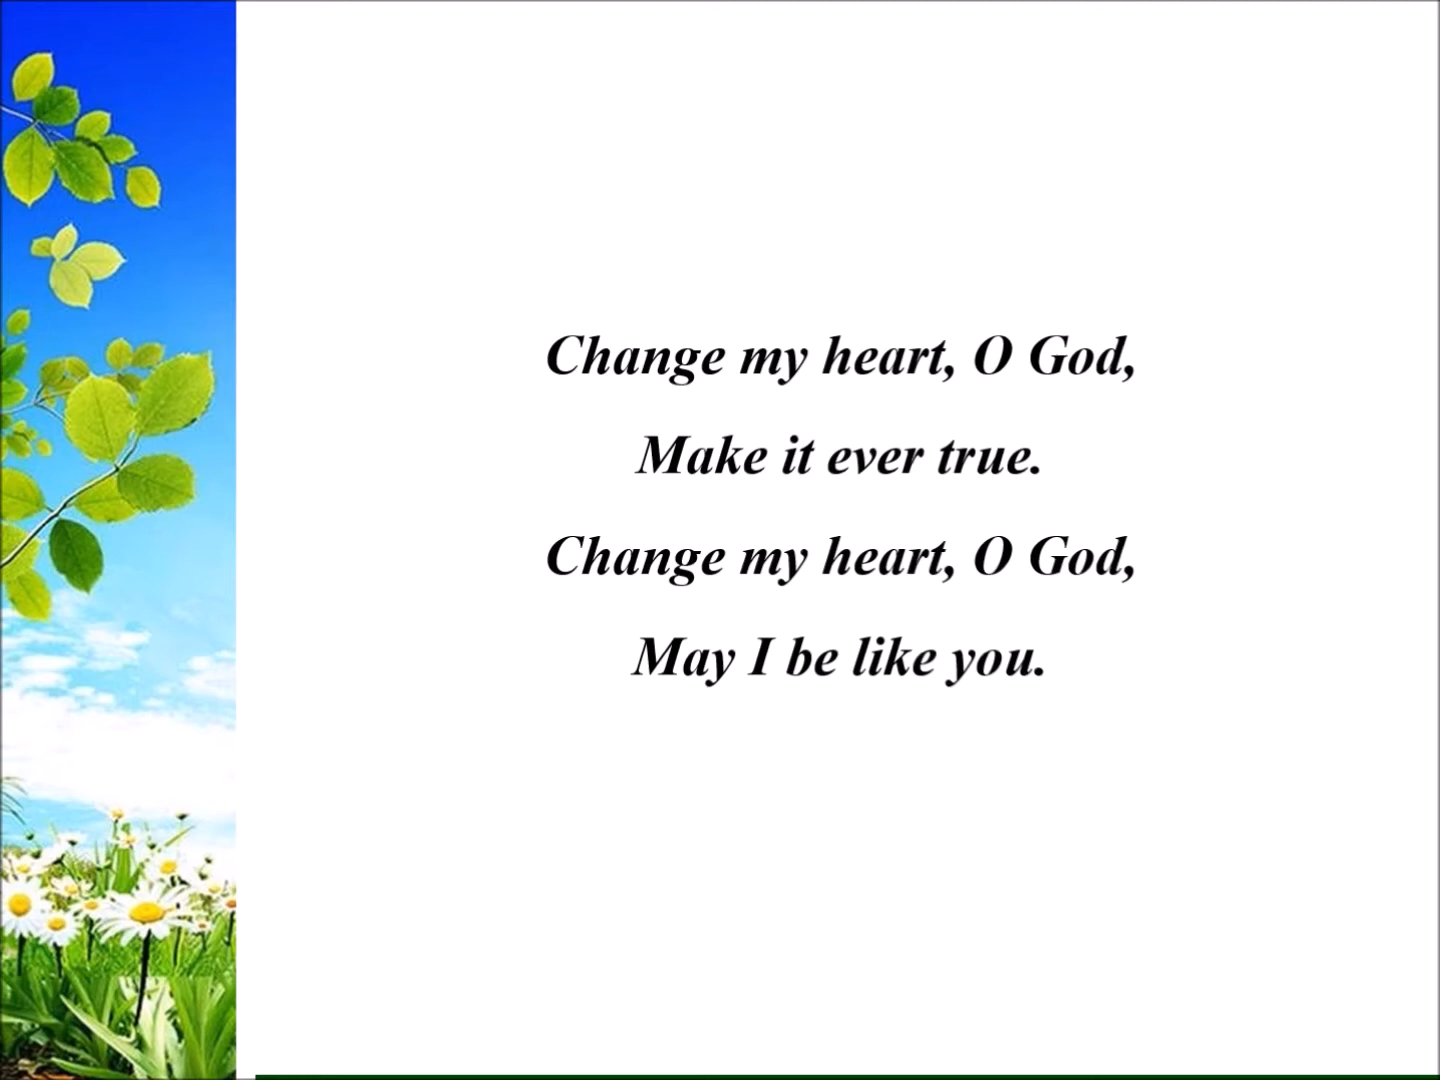 Change my heart, O God,
Make it ever true.
Change my heart, O God,
May I be like you.